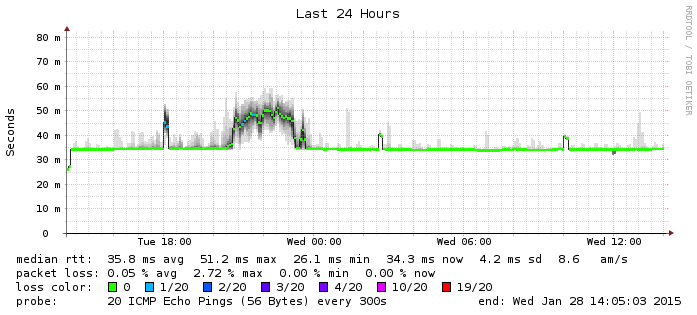 Last 24 Hours
RRDTOOL / TOBI OETIKER
Seconds
80 m
70 m
60 m
50 m
40 m
30 m
20 m
10 m
0
Tue 18:00 Wed 00:00 Wed 06:00 Wed 12:00
median rtt: 35.8 ms avg 51.2 ms max 26.1 ms min 34.3 ms now 4.2 ms sd 8.6 am/s
packet loss: 0.05 % avg 2.72 % max 0.00 % min 0.00 % now
loss color: 0 1/20 2/20 3/20 4/20 10/20 19/20
probe: 20 ICMP Echo Pings (56 Bytes) every 300s end: Wed Jan 28 14:05:03 2015